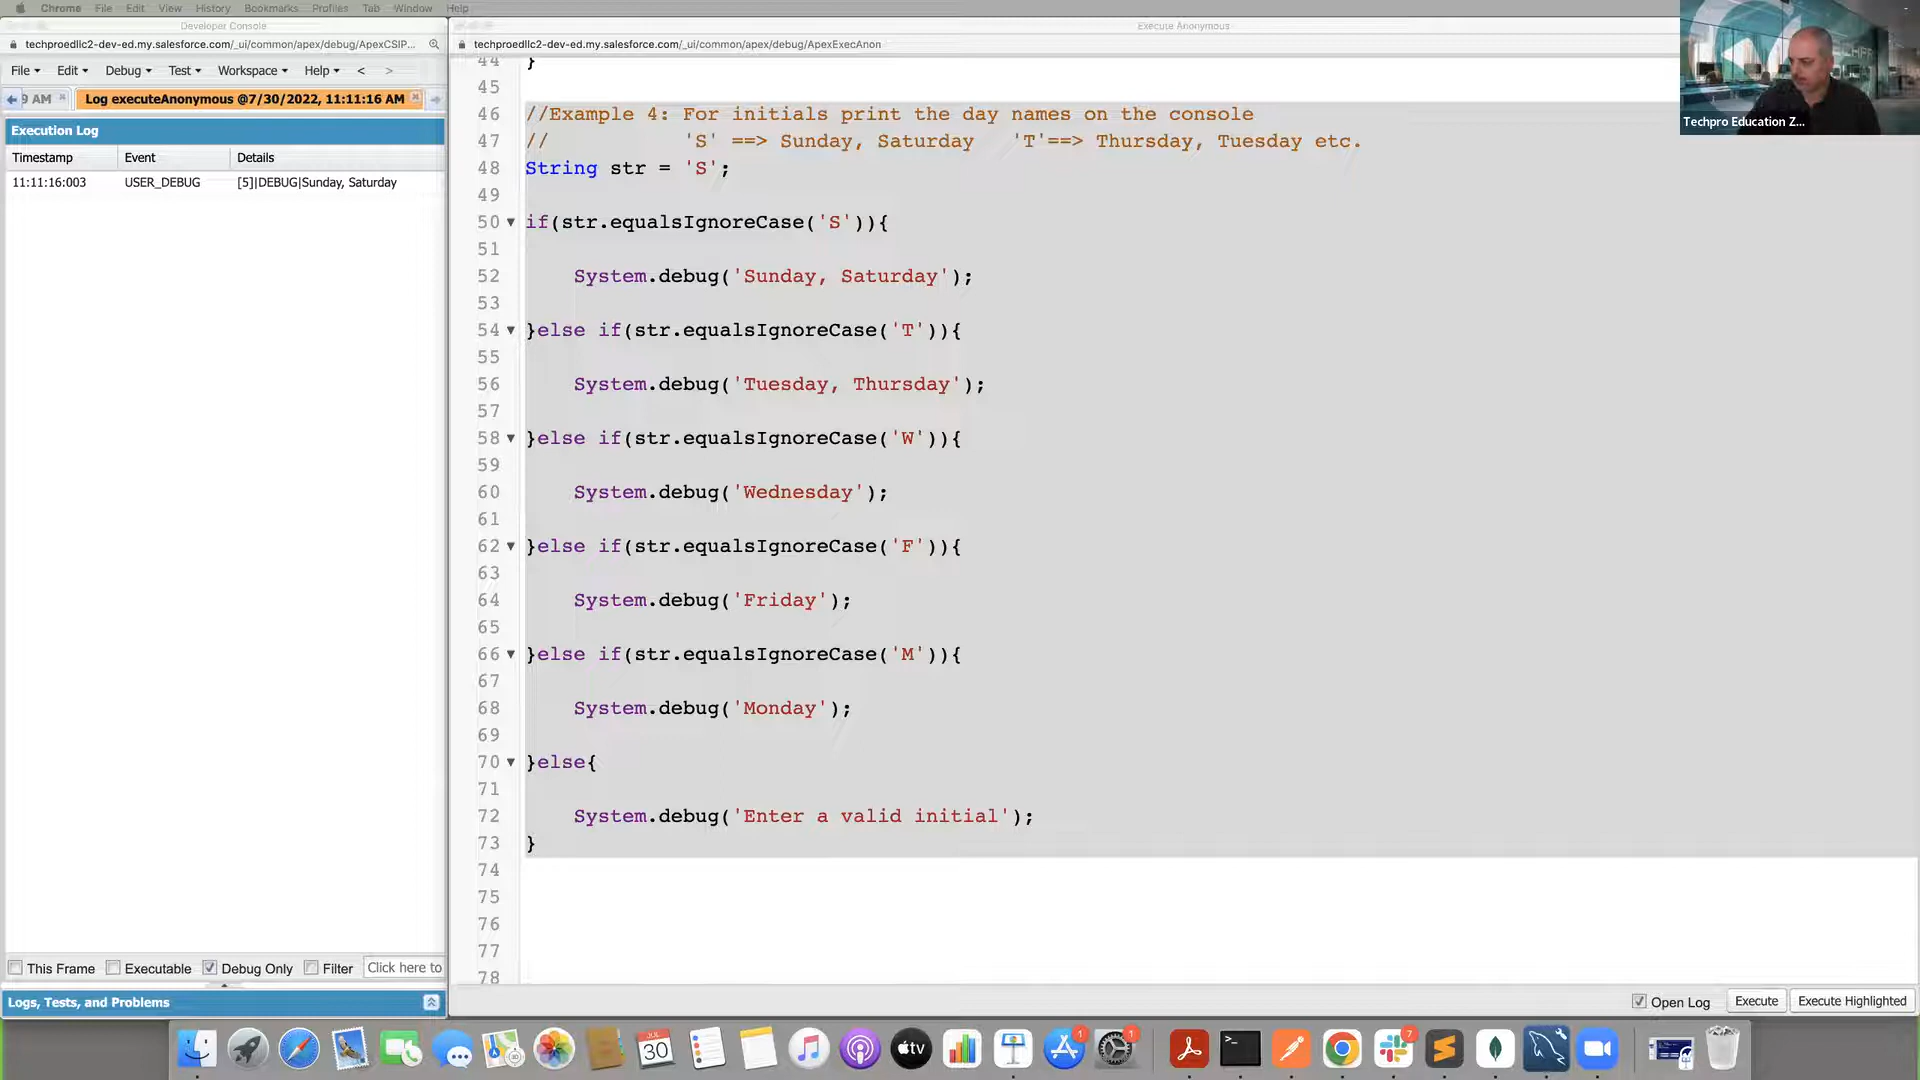 Chrome File Edit View History Bookmarks Profiles Tab Window Help
Developer Console
techproedllc2-dev-ed.my.salesforce.com/_ui/common/apex/debug/ApexCSIP...
File Edit Debug Test Workspace Help < >
9 AM Log executeAnonymous @7/30/2022, 11:11:16 AM
Execution Log
Timestamp Event Details
11:11:16:003 USER_DEBUG [5]|DEBUG|Sunday, Saturday
This Frame Executable Debug Only Filter Click here to
Logs, Tests, and Problems
Execute Anonymous
techproedllc2-dev-ed.my.salesforce.com/_ui/common/apex/debug/ApexExecAnon
44 }
45
46 //Example 4: For initials print the day names on the console
47 // 'S' ==> Sunday, Saturday 'T'==> Thursday, Tuesday etc.
48 String str = 'S';
49
50 if(str.equalsIgnoreCase('S')){
51
52 System.debug('Sunday, Saturday');
53
54 }else if(str.equalsIgnoreCase('T')){
55
56 System.debug('Tuesday, Thursday');
57
58 }else if(str.equalsIgnoreCase('W')){
59
60 System.debug('Wednesday');
61
62 }else if(str.equalsIgnoreCase('F')){
63
64 System.debug('Friday');
65
66 }else if(str.equalsIgnoreCase('M')){
67
68 System.debug('Monday');
69
70 }else{
71
72 System.debug('Enter a valid initial');
73 }
74
75
76
77
78
Open Log Execute Execute Highlighted
Techpro Education Z...
JUL
30
tv
1
1
7